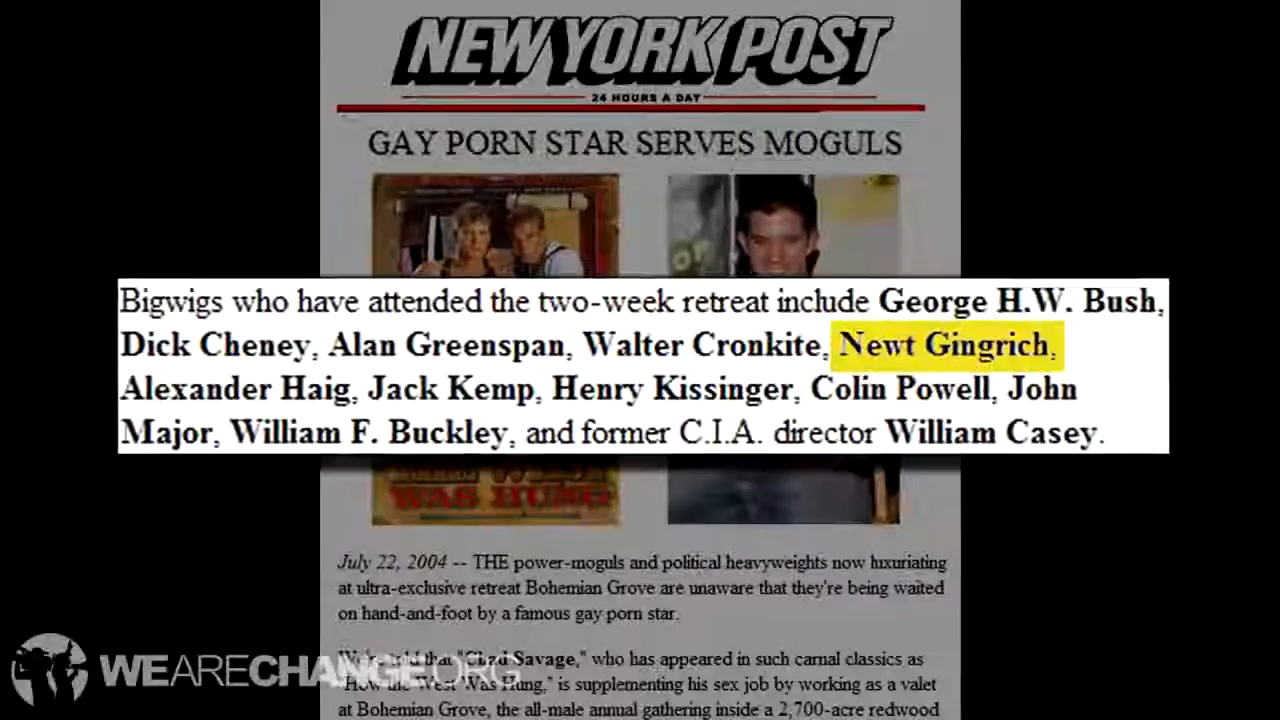 NEW YORK POST
24 HOURS A DAY
GAY PORN STAR SERVES MOGULS
Bigwigs who have attended the two-week retreat include George H.W. Bush,
Dick Cheney, Alan Greenspan, Walter Cronkite, Newt Gingrich,
Alexander Haig, Jack Kemp, Henry Kissinger, Colin Powell, John
Major, William F. Buckley, and former C.I.A. director William Casey.
WAS HUNG
July 22, 2004 -- THE power-moguls and political heavyweights now luxuriating
at ultra-exclusive retreat Bohemian Grove are unaware that they're being waited
on hand-and-foot by a famous gay porn star.
We're told that "Chad Savage," who has appeared in such carnal classics as
"How the West Was Hung," is supplementing his sex job by working as a valet
at Bohemian Grove, the all-male annual gathering inside a 2,700-acre redwood
WEARECHANGE.ORG